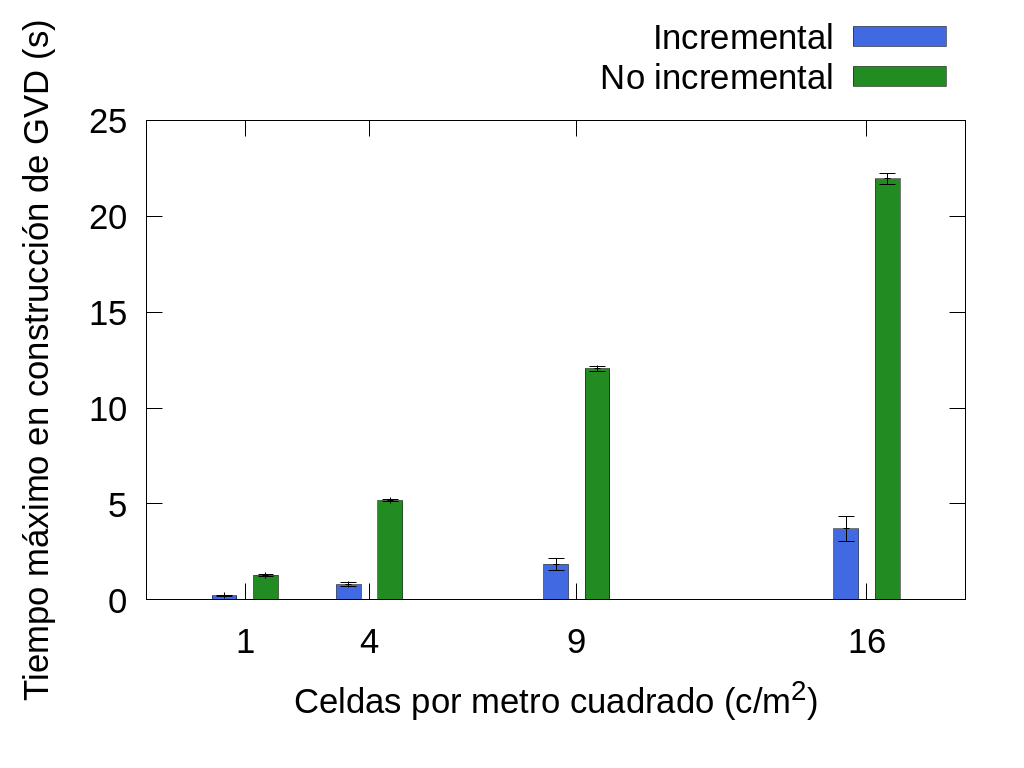 Incremental
No incremental
Tiempo máximo en construcción de GVD (s)
25
20
15
10
5
0
1 4 9 16
Celdas por metro cuadrado (c/m²)